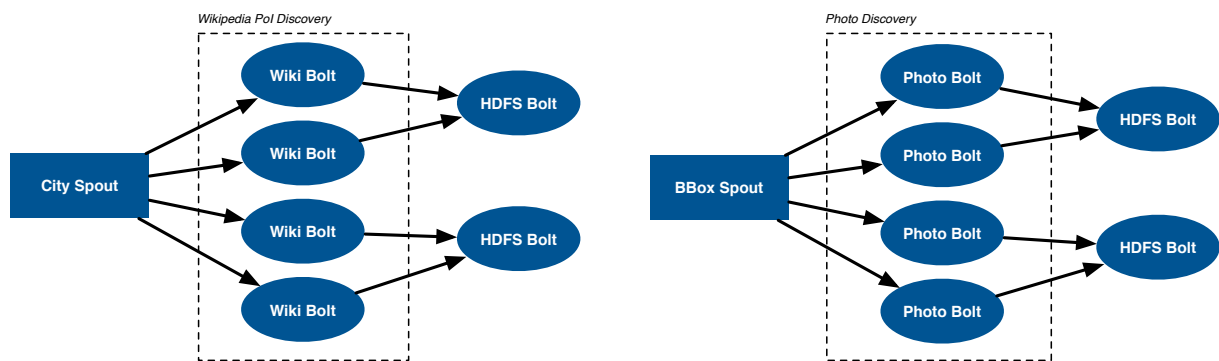 Wikipedia PoI Discovery
Wiki Bolt
Wiki Bolt
Wiki Bolt
Wiki Bolt
City Spout
HDFS Bolt
HDFS Bolt
Photo Discovery
Photo Bolt
Photo Bolt
Photo Bolt
Photo Bolt
BBox Spout
HDFS Bolt
HDFS Bolt